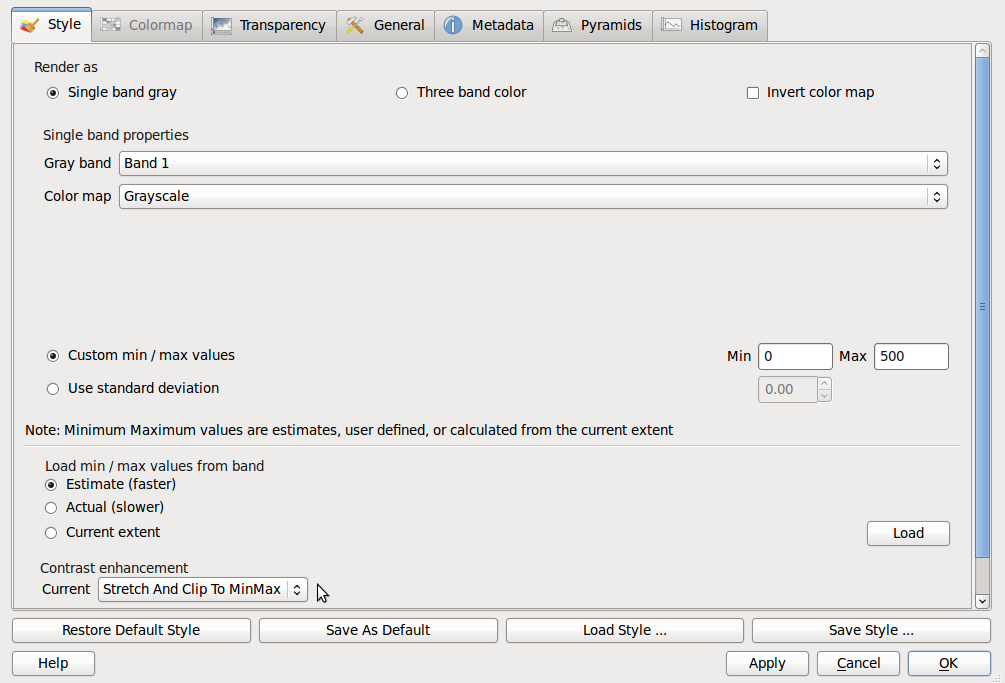 Style Colormap Transparency General Metadata Pyramids Histogram
Render as
Single band gray Three band color Invert color map
Single band properties
Gray band Band 1
Color map Grayscale
Custom min / max values Min 0 Max 500
Use standard deviation 0.00
Note: Minimum Maximum values are estimates, user defined, or calculated from the current extent
Load min / max values from band
Estimate (faster)
Actual (slower)
Current extent Load
Contrast enhancement
Current Stretch And Clip To MinMax
Restore Default Style Save As Default Load Style ... Save Style ...
Help Apply Cancel OK